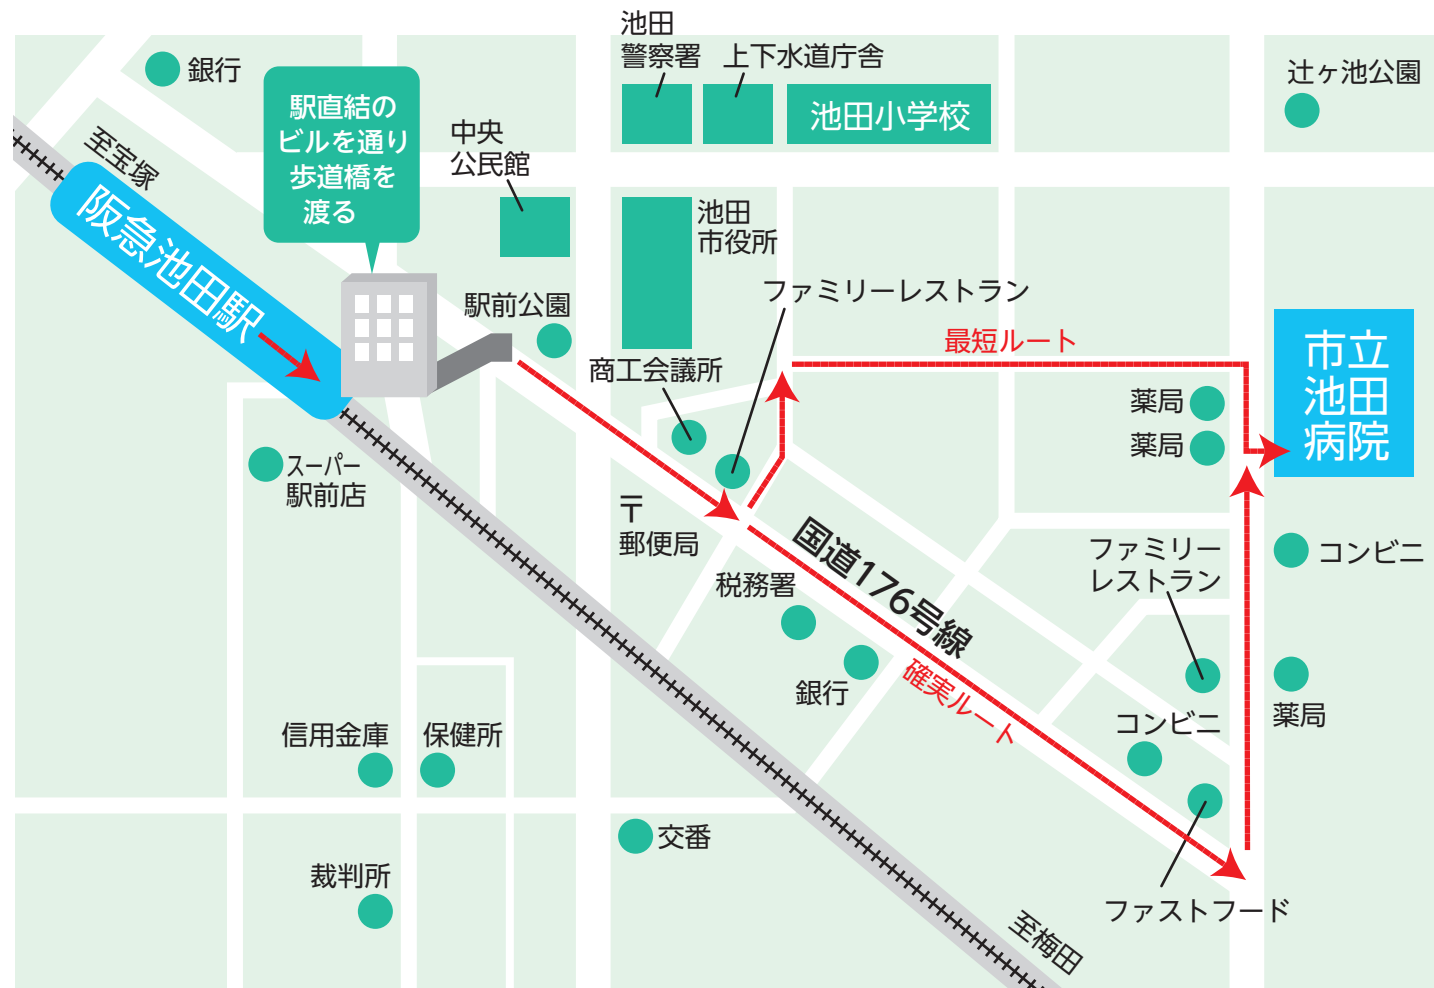 池田
警察署
上下水道庁舎
銀行
辻ヶ池公園
駅直結の
ビルを通り
歩道橋を
渡る
池田小学校
中央
公民館
至宝塚
阪急池田駅
池田
市役所
ファミリーレストラン
駅前公園
最短ルート
市立
池田
病院
商工会議所
薬局
薬局
スーパー
駅前店
〒
郵便局
国道176号線
ファミリー
レストラン
コンビニ
税務署
確実ルート
銀行
コンビニ
薬局
信用金庫
保健所
交番
裁判所
ファストフード
至梅田